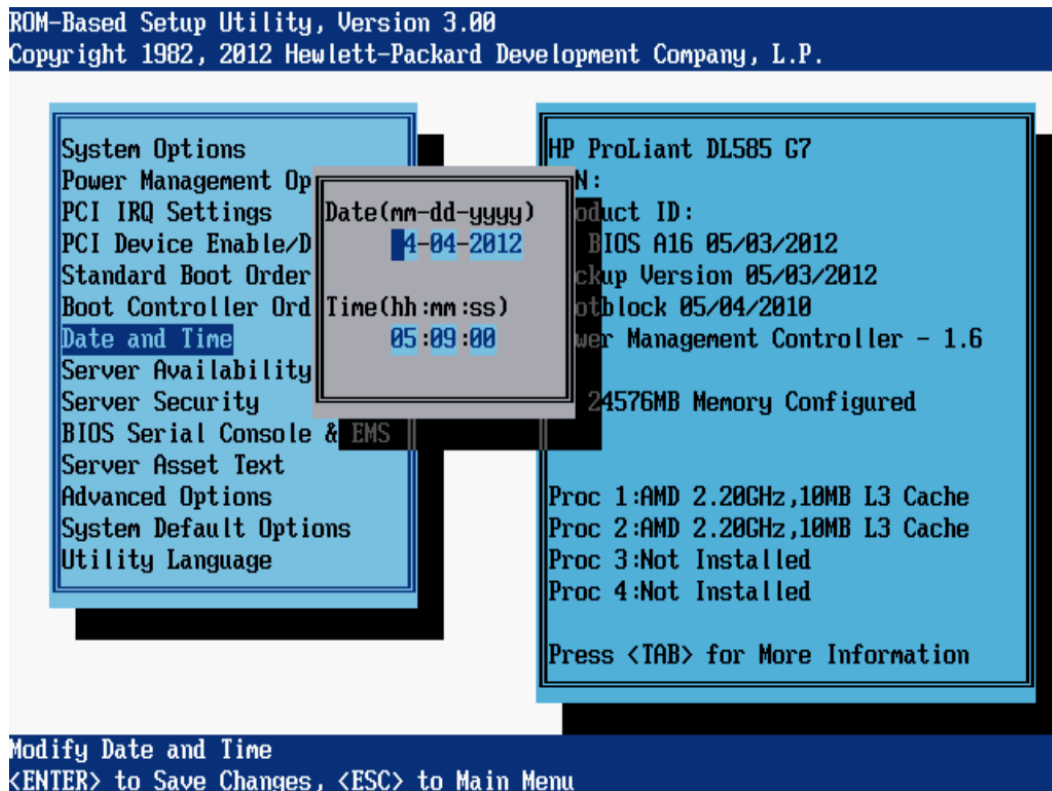 ROM-Based Setup Utility, Version 3.00
Copyright 1982, 2012 Hewlett-Packard Development Company, L.P.
System Options
Power Management Op
PCI IRQ Settings
PCI Device Enable/D
Standard Boot Order
Boot Controller Ord
Date and Time
Server Availability
Server Security
BIOS Serial Console & EMS
Server Asset Text
Advanced Options
System Default Options
Utility Language
Date(mm-dd-yyyy)
4-04-2012
Time(hh:mm:ss)
05:09:00
HP ProLiant DL585 G7
N:
oduct ID:
BIOS A16 05/03/2012
ckup Version 05/03/2012
otblock 05/04/2010
wer Management Controller - 1.6
24576MB Memory Configured
Proc 1:AMD 2.20GHz,10MB L3 Cache
Proc 2:AMD 2.20GHz,10MB L3 Cache
Proc 3:Not Installed
Proc 4:Not Installed
Press <TAB> for More Information
Modify Date and Time
<ENTER> to Save Changes, <ESC> to Main Menu